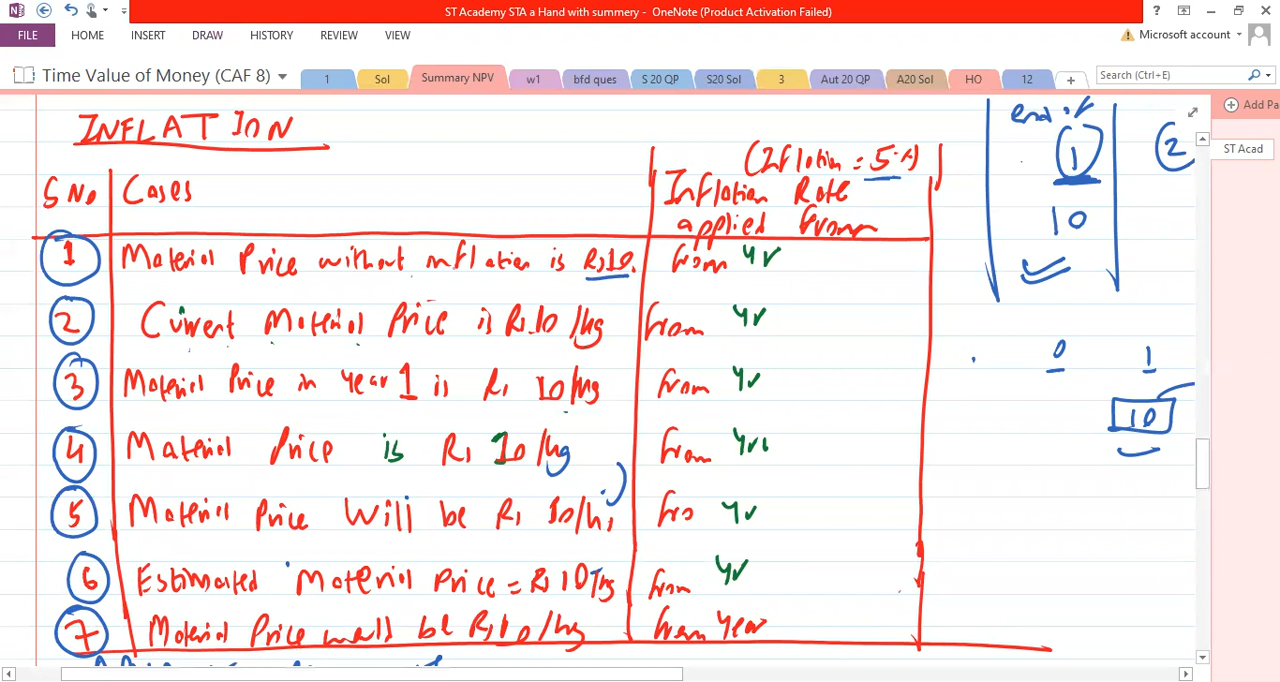 ST Academy STA a Hand with summery - OneNote (Product Activation Failed)
FILE HOME INSERT DRAW HISTORY REVIEW VIEW Microsoft account
Time Value of Money (CAF 8) 1 Sol Summary NPV w1 bfd ques S 20 QP S20 Sol 3 Aut 20 QP A20 Sol HO 12 Search (Ctrl+E)
Add Pa
ST Acad
INFLATION
(Inflation = 5%)
S No Cases Inflation Rate applied from
1 Material Price without inflation is Rs10. from yr
2 Current Material Price is Rs.10/kg from yr
3 Material Price in year 1 is Rs 10/kg from yr
4 Material Price is Rs 10/kg from yr
5 Material Price Will be Rs 10/ from yr
6 Estimated Material Price = Rs 10/kg from yr
7 Material Price would be Rs10/kg from year
end of
1 2
10
0 1
10